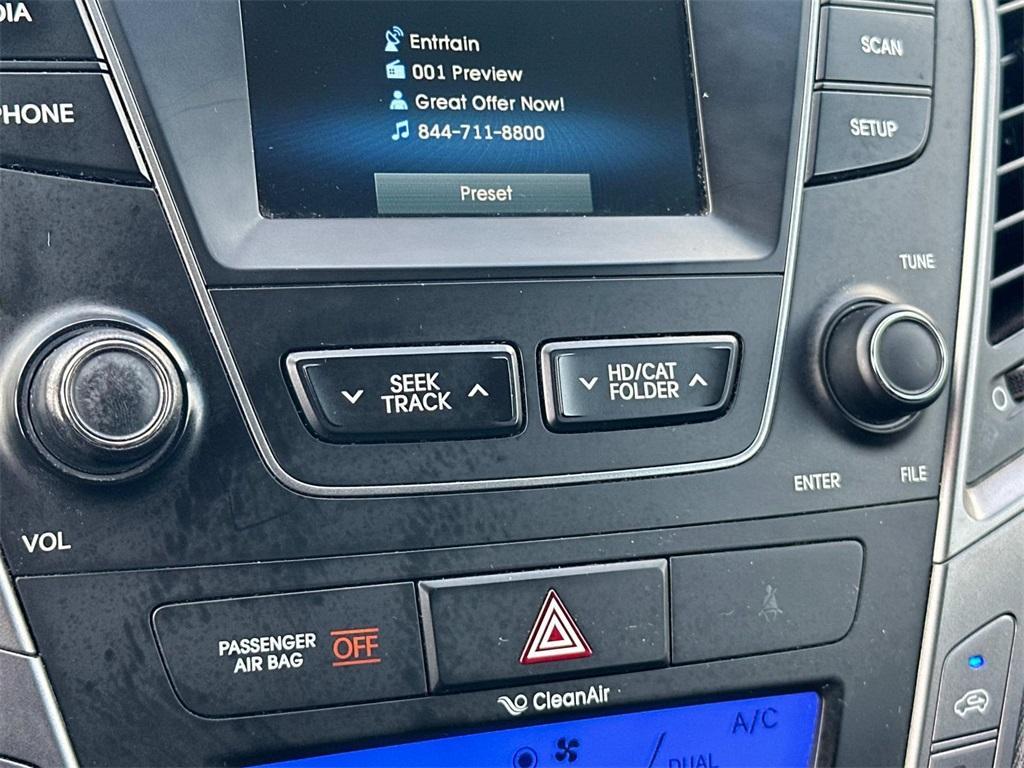 DIA
PHONE
Entrtain
001 Preview
Great Offer Now!
844-711-8800
Preset
SCAN
SETUP
TUNE
SEEK
TRACK
HD/CAT
FOLDER
ENTER
FILE
VOL
PASSENGER
AIR BAG
OFF
CleanAir
A/C
DUAL